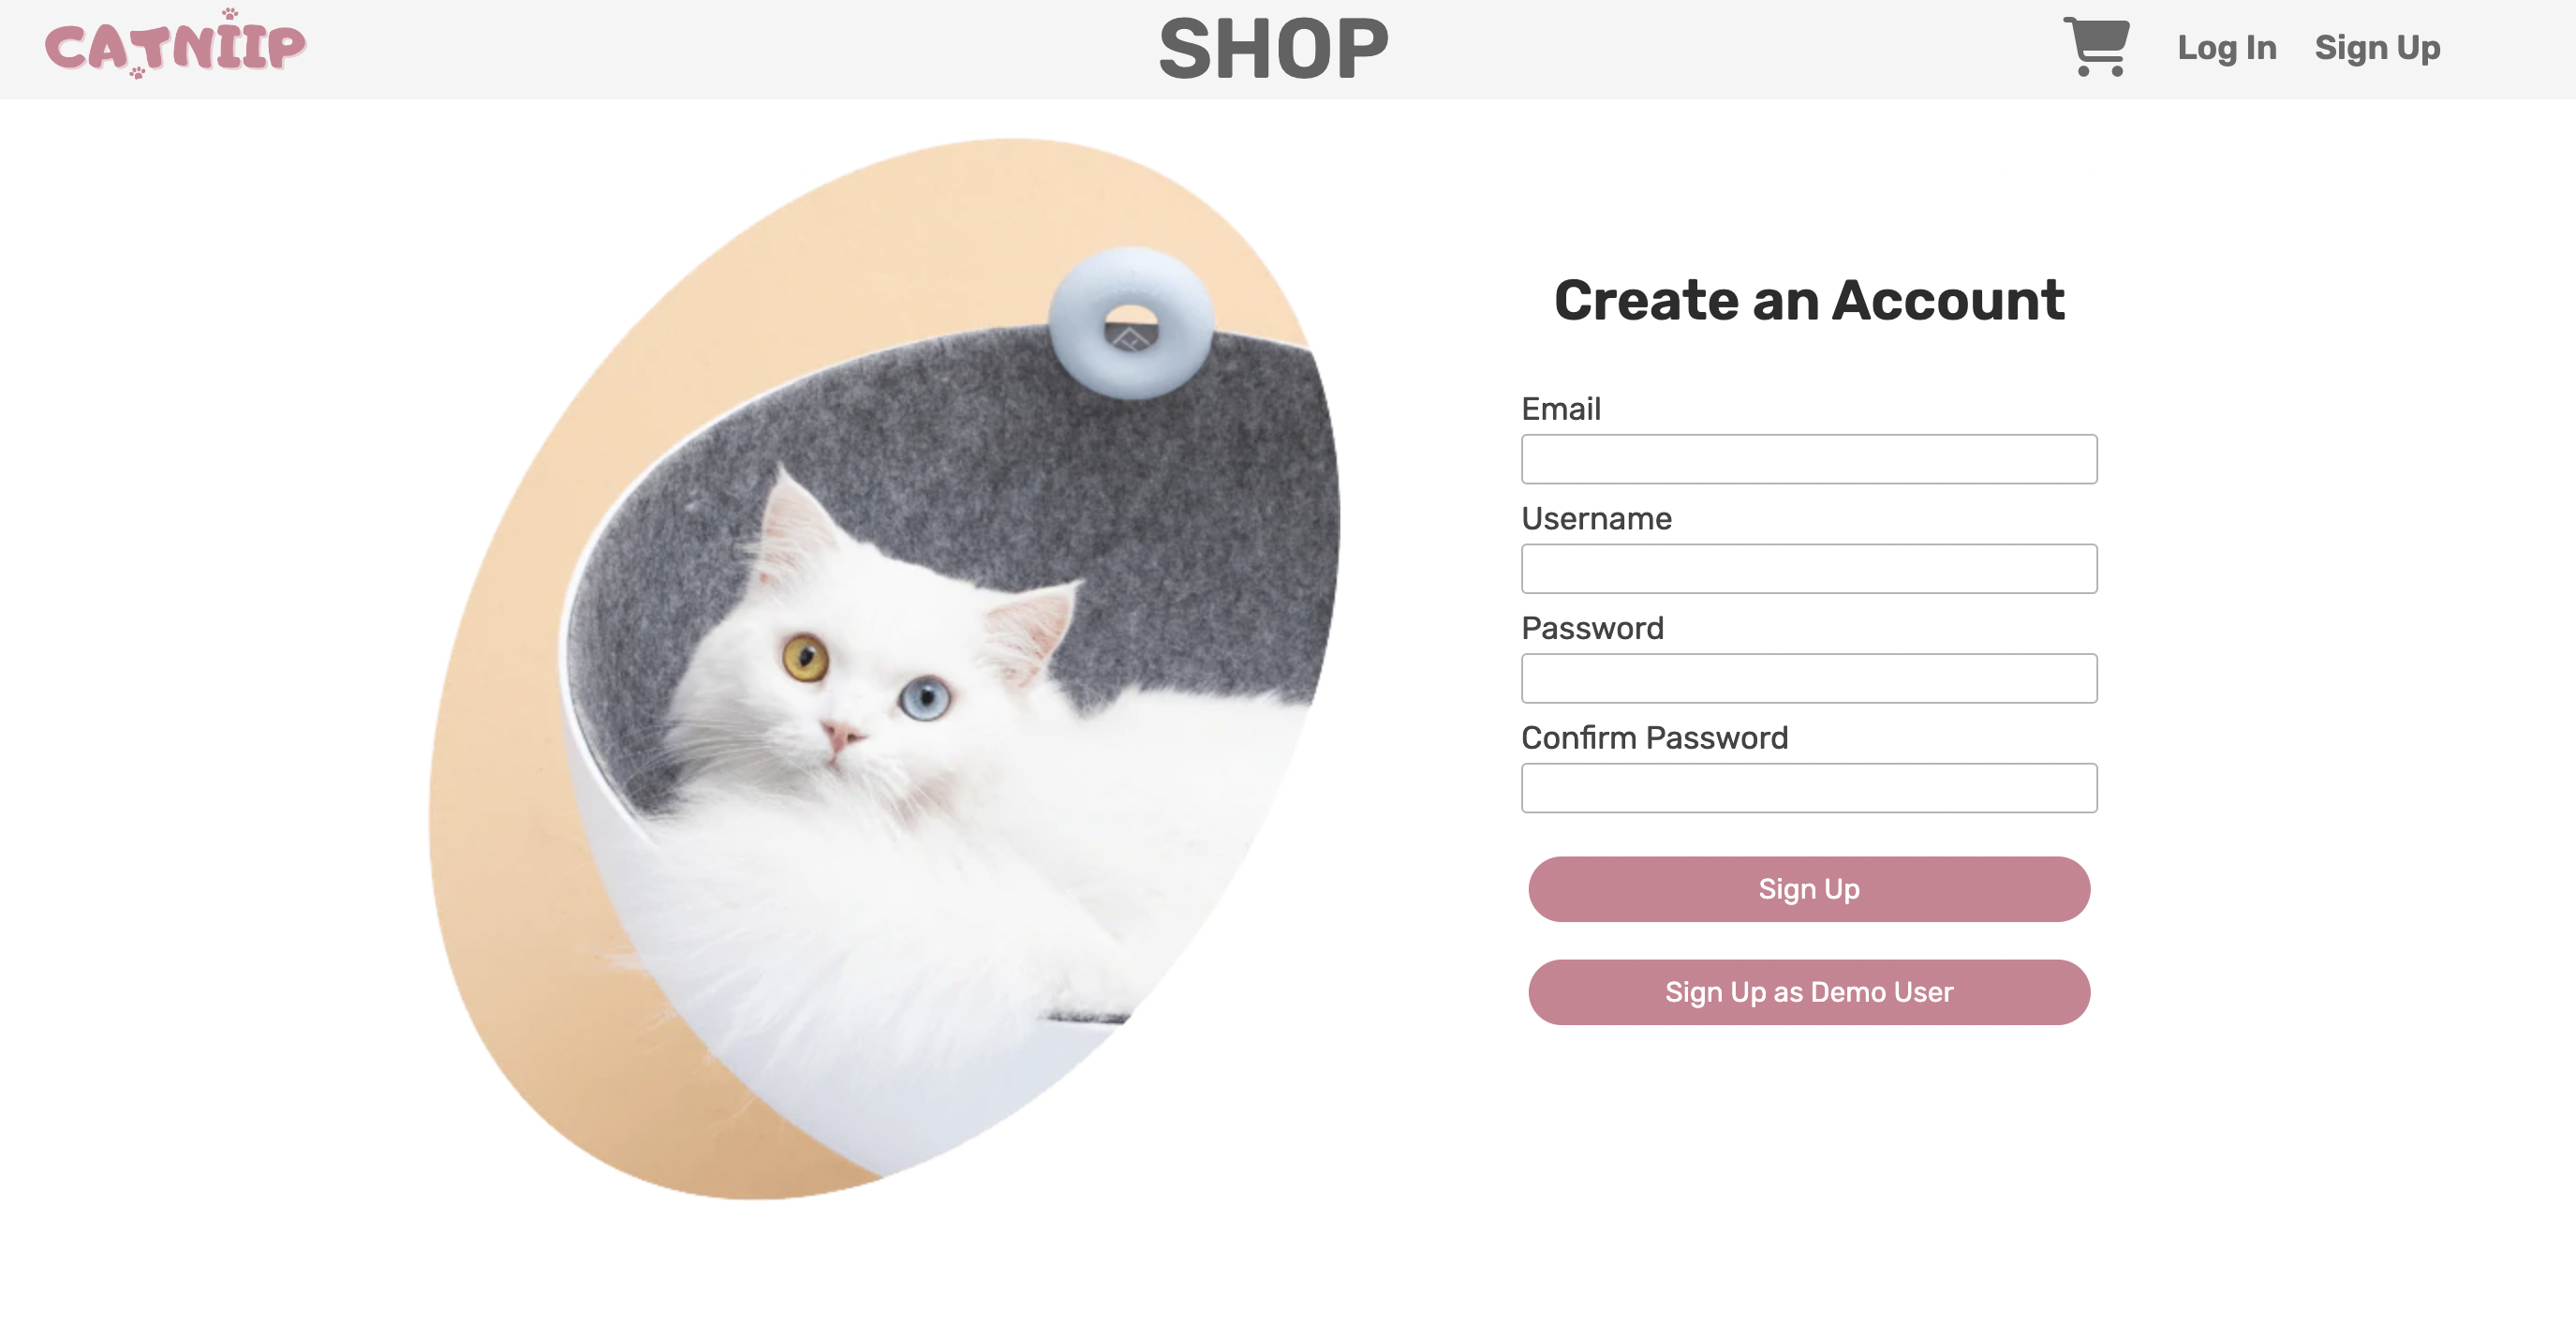 CATNIIP
SHOP
Log In
Sign Up
Create an Account
Email
Username
Password
Confirm Password
Sign Up
Sign Up as Demo User